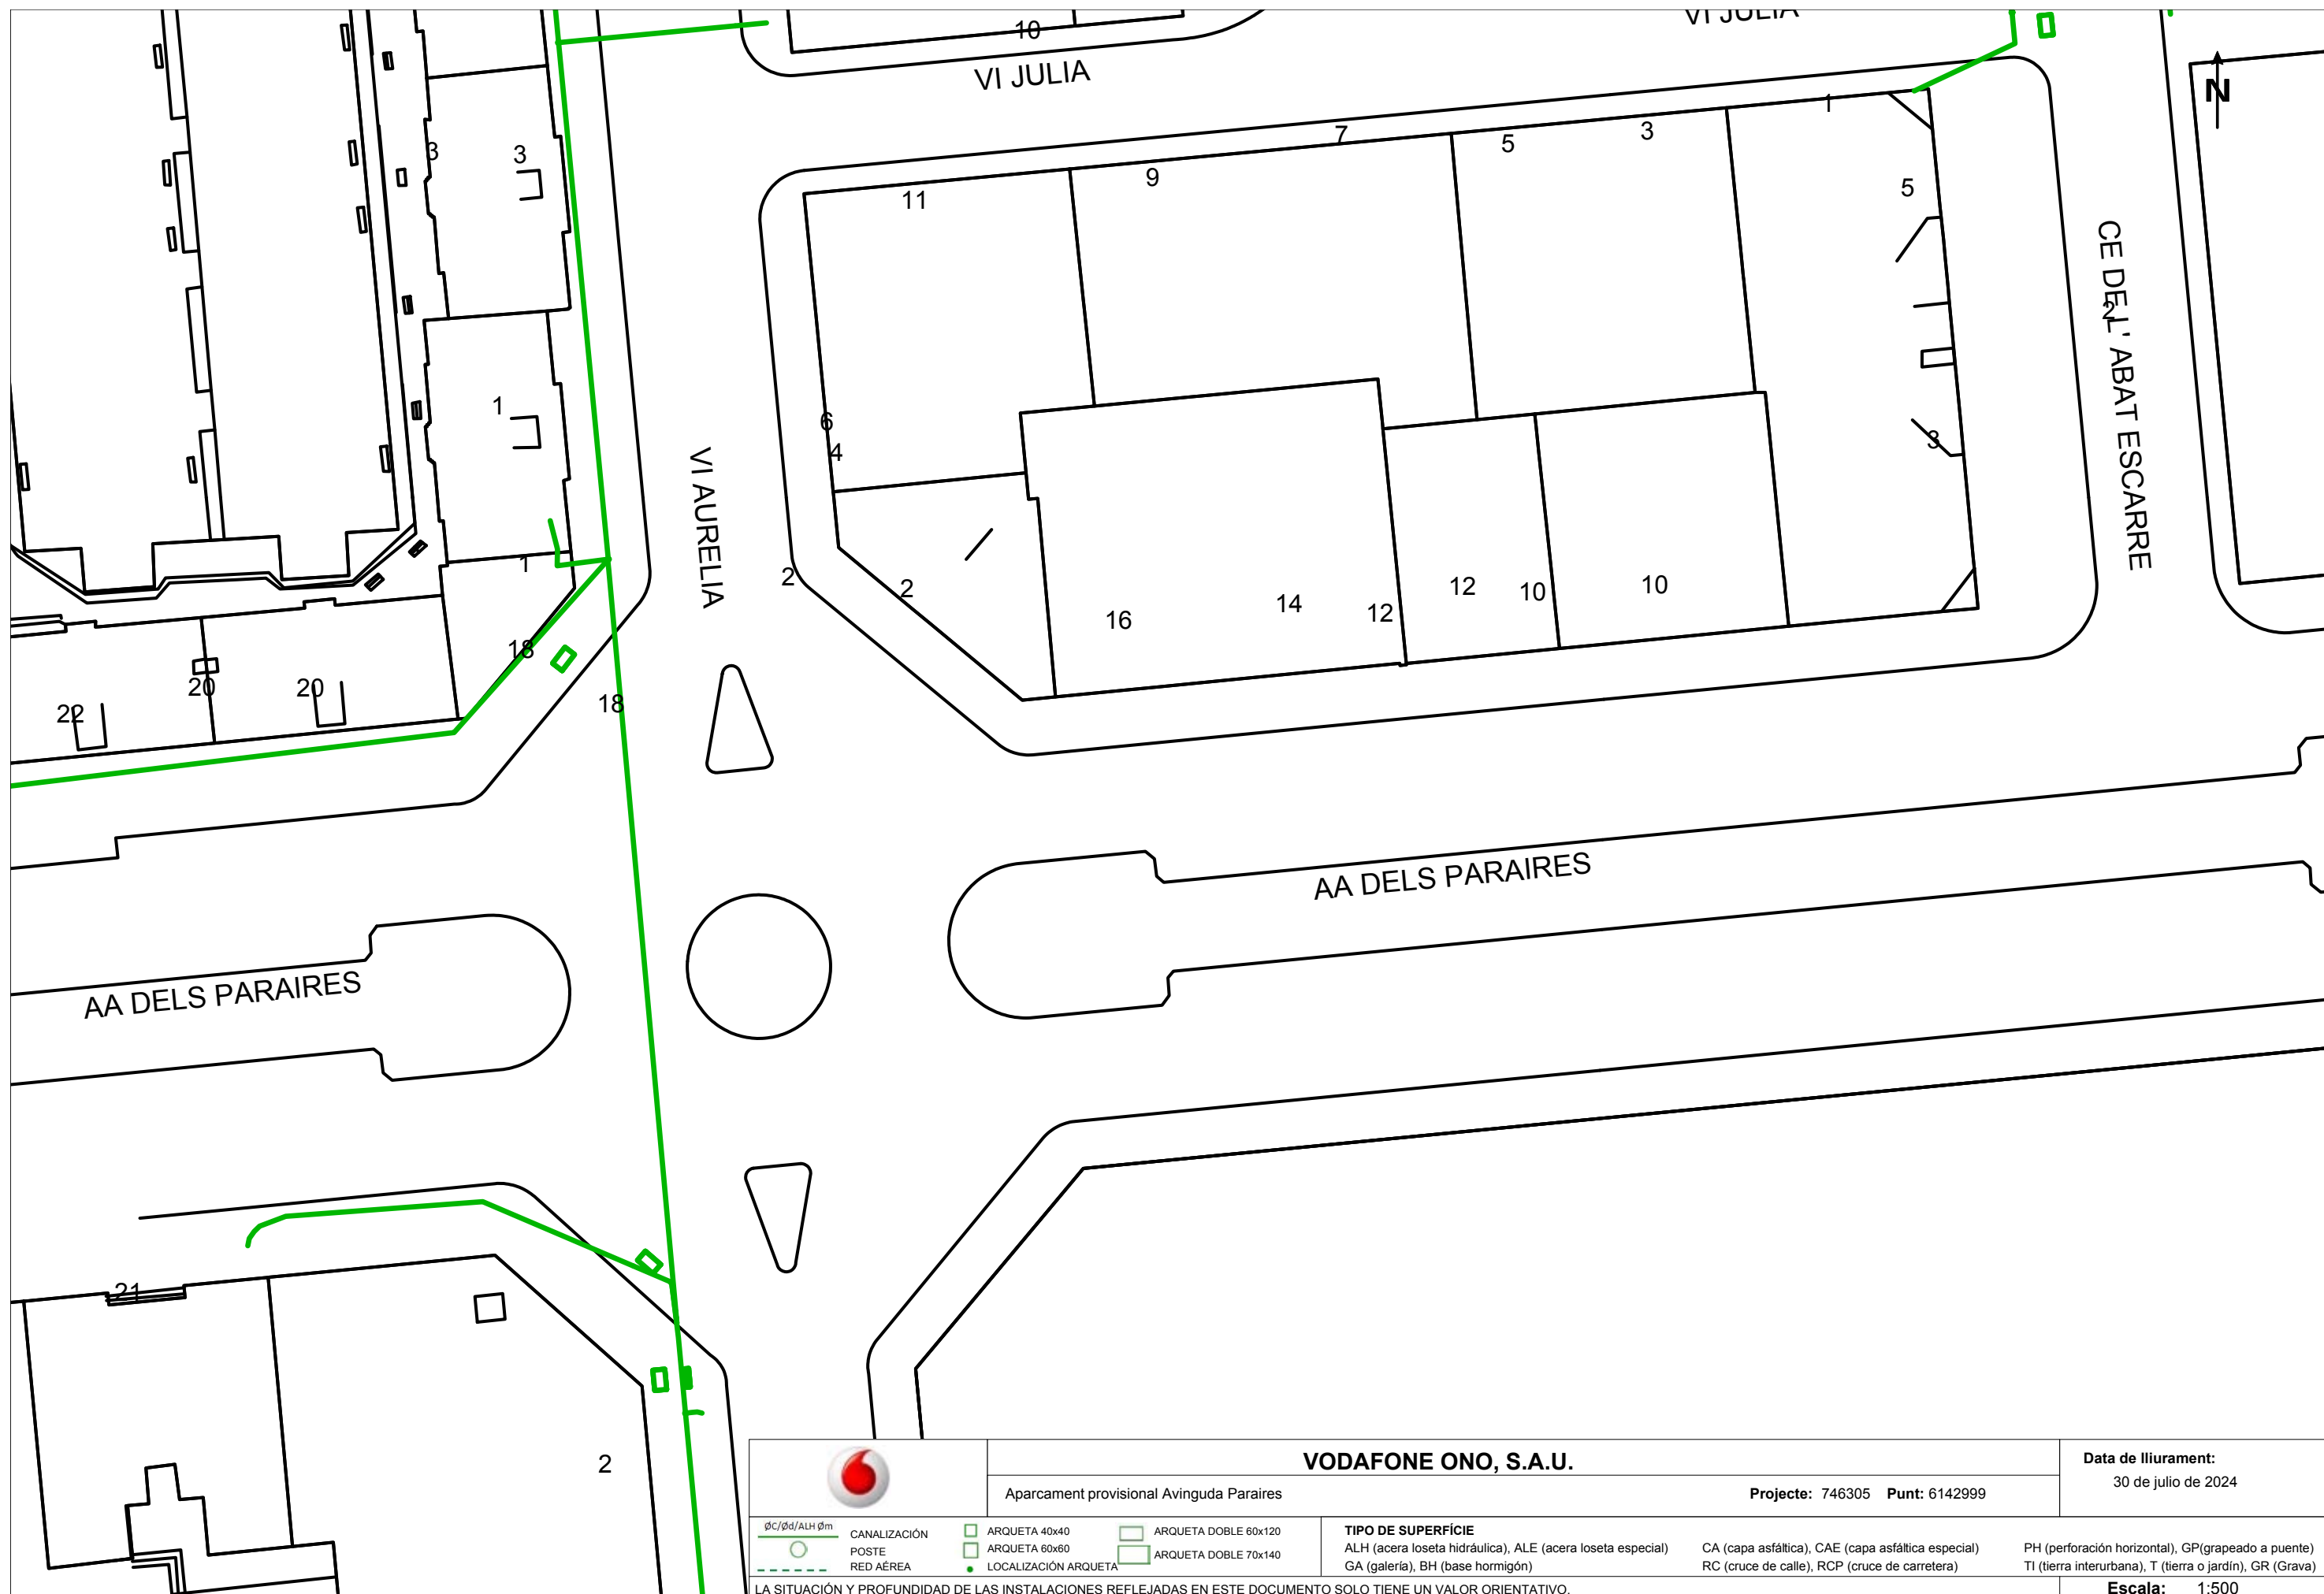 VI JULIA
10
VI JULIA
N
1
3
5
7
3
3
9
5
11
CE DE L' ABAT ESCARRE
2
1
6
4
3
VI AURELIA
1
2
2
12
10
10
14
12
16
18
20
20
18
22
AA DELS PARAIRES
AA DELS PARAIRES
21
2
VODAFONE ONO, S.A.U.
Aparcament provisional Avinguda Paraires
Projecte: 746305 Punt: 6142999
Data de lliurament:
30 de julio de 2024
ØC/Ød/ALH Øm
CANALIZACIÓN
POSTE
RED AÉREA
ARQUETA 40x40
ARQUETA 60x60
LOCALIZACIÓN ARQUETA
ARQUETA DOBLE 60x120
ARQUETA DOBLE 70x140
TIPO DE SUPERFÍCIE
ALH (acera loseta hidráulica), ALE (acera loseta especial)
GA (galería), BH (base hormigón)
CA (capa asfáltica), CAE (capa asfáltica especial)
RC (cruce de calle), RCP (cruce de carretera)
PH (perforación horizontal), GP(grapeado a puente)
TI (tierra interurbana), T (tierra o jardín), GR (Grava)
LA SITUACIÓN Y PROFUNDIDAD DE LAS INSTALACIONES REFLEJADAS EN ESTE DOCUMENTO SOLO TIENE UN VALOR ORIENTATIVO.
Escala: 1:500